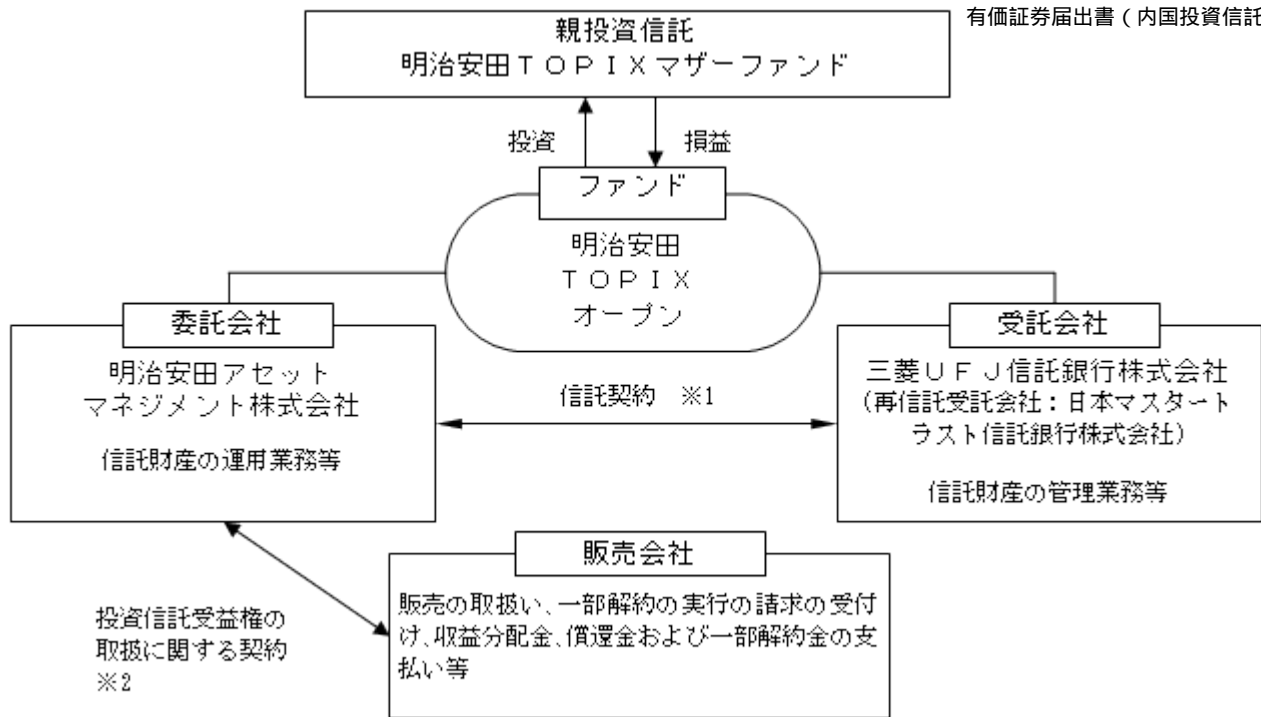 有価証券届出書(内国投資信託
親投資信託
明治安田TOPIXマザーファンド
投資
損益
ファンド
明治安田
TOPIX
オープン
委託会社
明治安田アセット
マネジメント株式会社
信託財産の運用業務等
信託契約 ※1
受託会社
三菱UFJ信託銀行株式会社
(再信託受託会社:日本マスタート
ラスト信託銀行株式会社)
信託財産の管理業務等
投資信託受益権の
取扱に関する契約
※2
販売会社
販売の取扱い、一部解約の実行の請求の受付
け、収益分配金、償還金および一部解約金の支
払い等